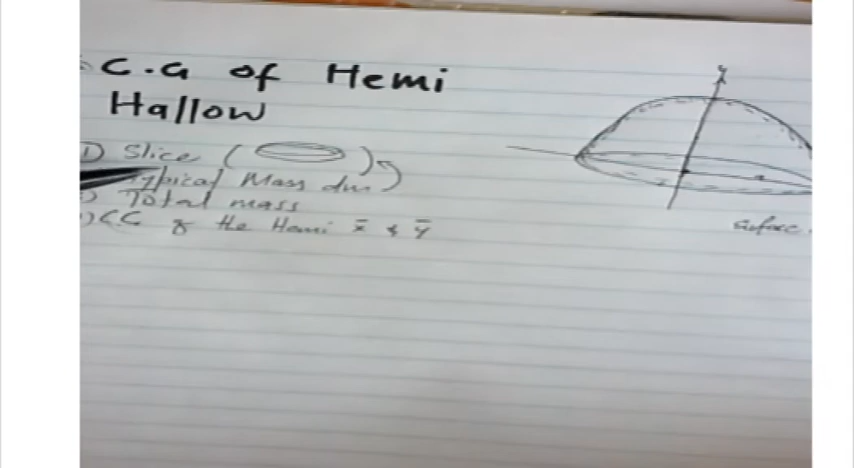 C.G of Hemi
Hallow
1) Slice ( )
Typical Mass dm )
) Total mass
) C.G of the Hemi x̄ & ȳ
y
surface